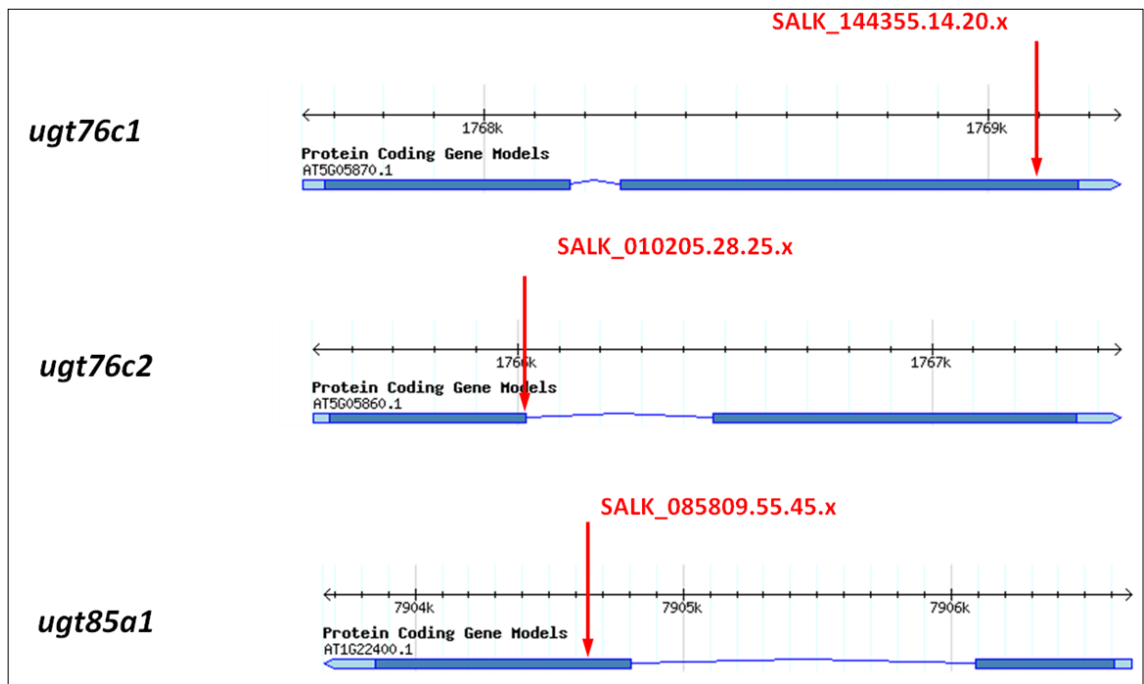 SALK_144355.14.20.x
ugt76c1
1768k 1769k
Protein Coding Gene Models
AT5G05870.1
SALK_010205.28.25.x
ugt76c2
1766k 1767k
Protein Coding Gene Models
AT5G05860.1
SALK_085809.55.45.x
ugt85a1
7904k 7905k 7906k
Protein Coding Gene Models
AT1G22400.1